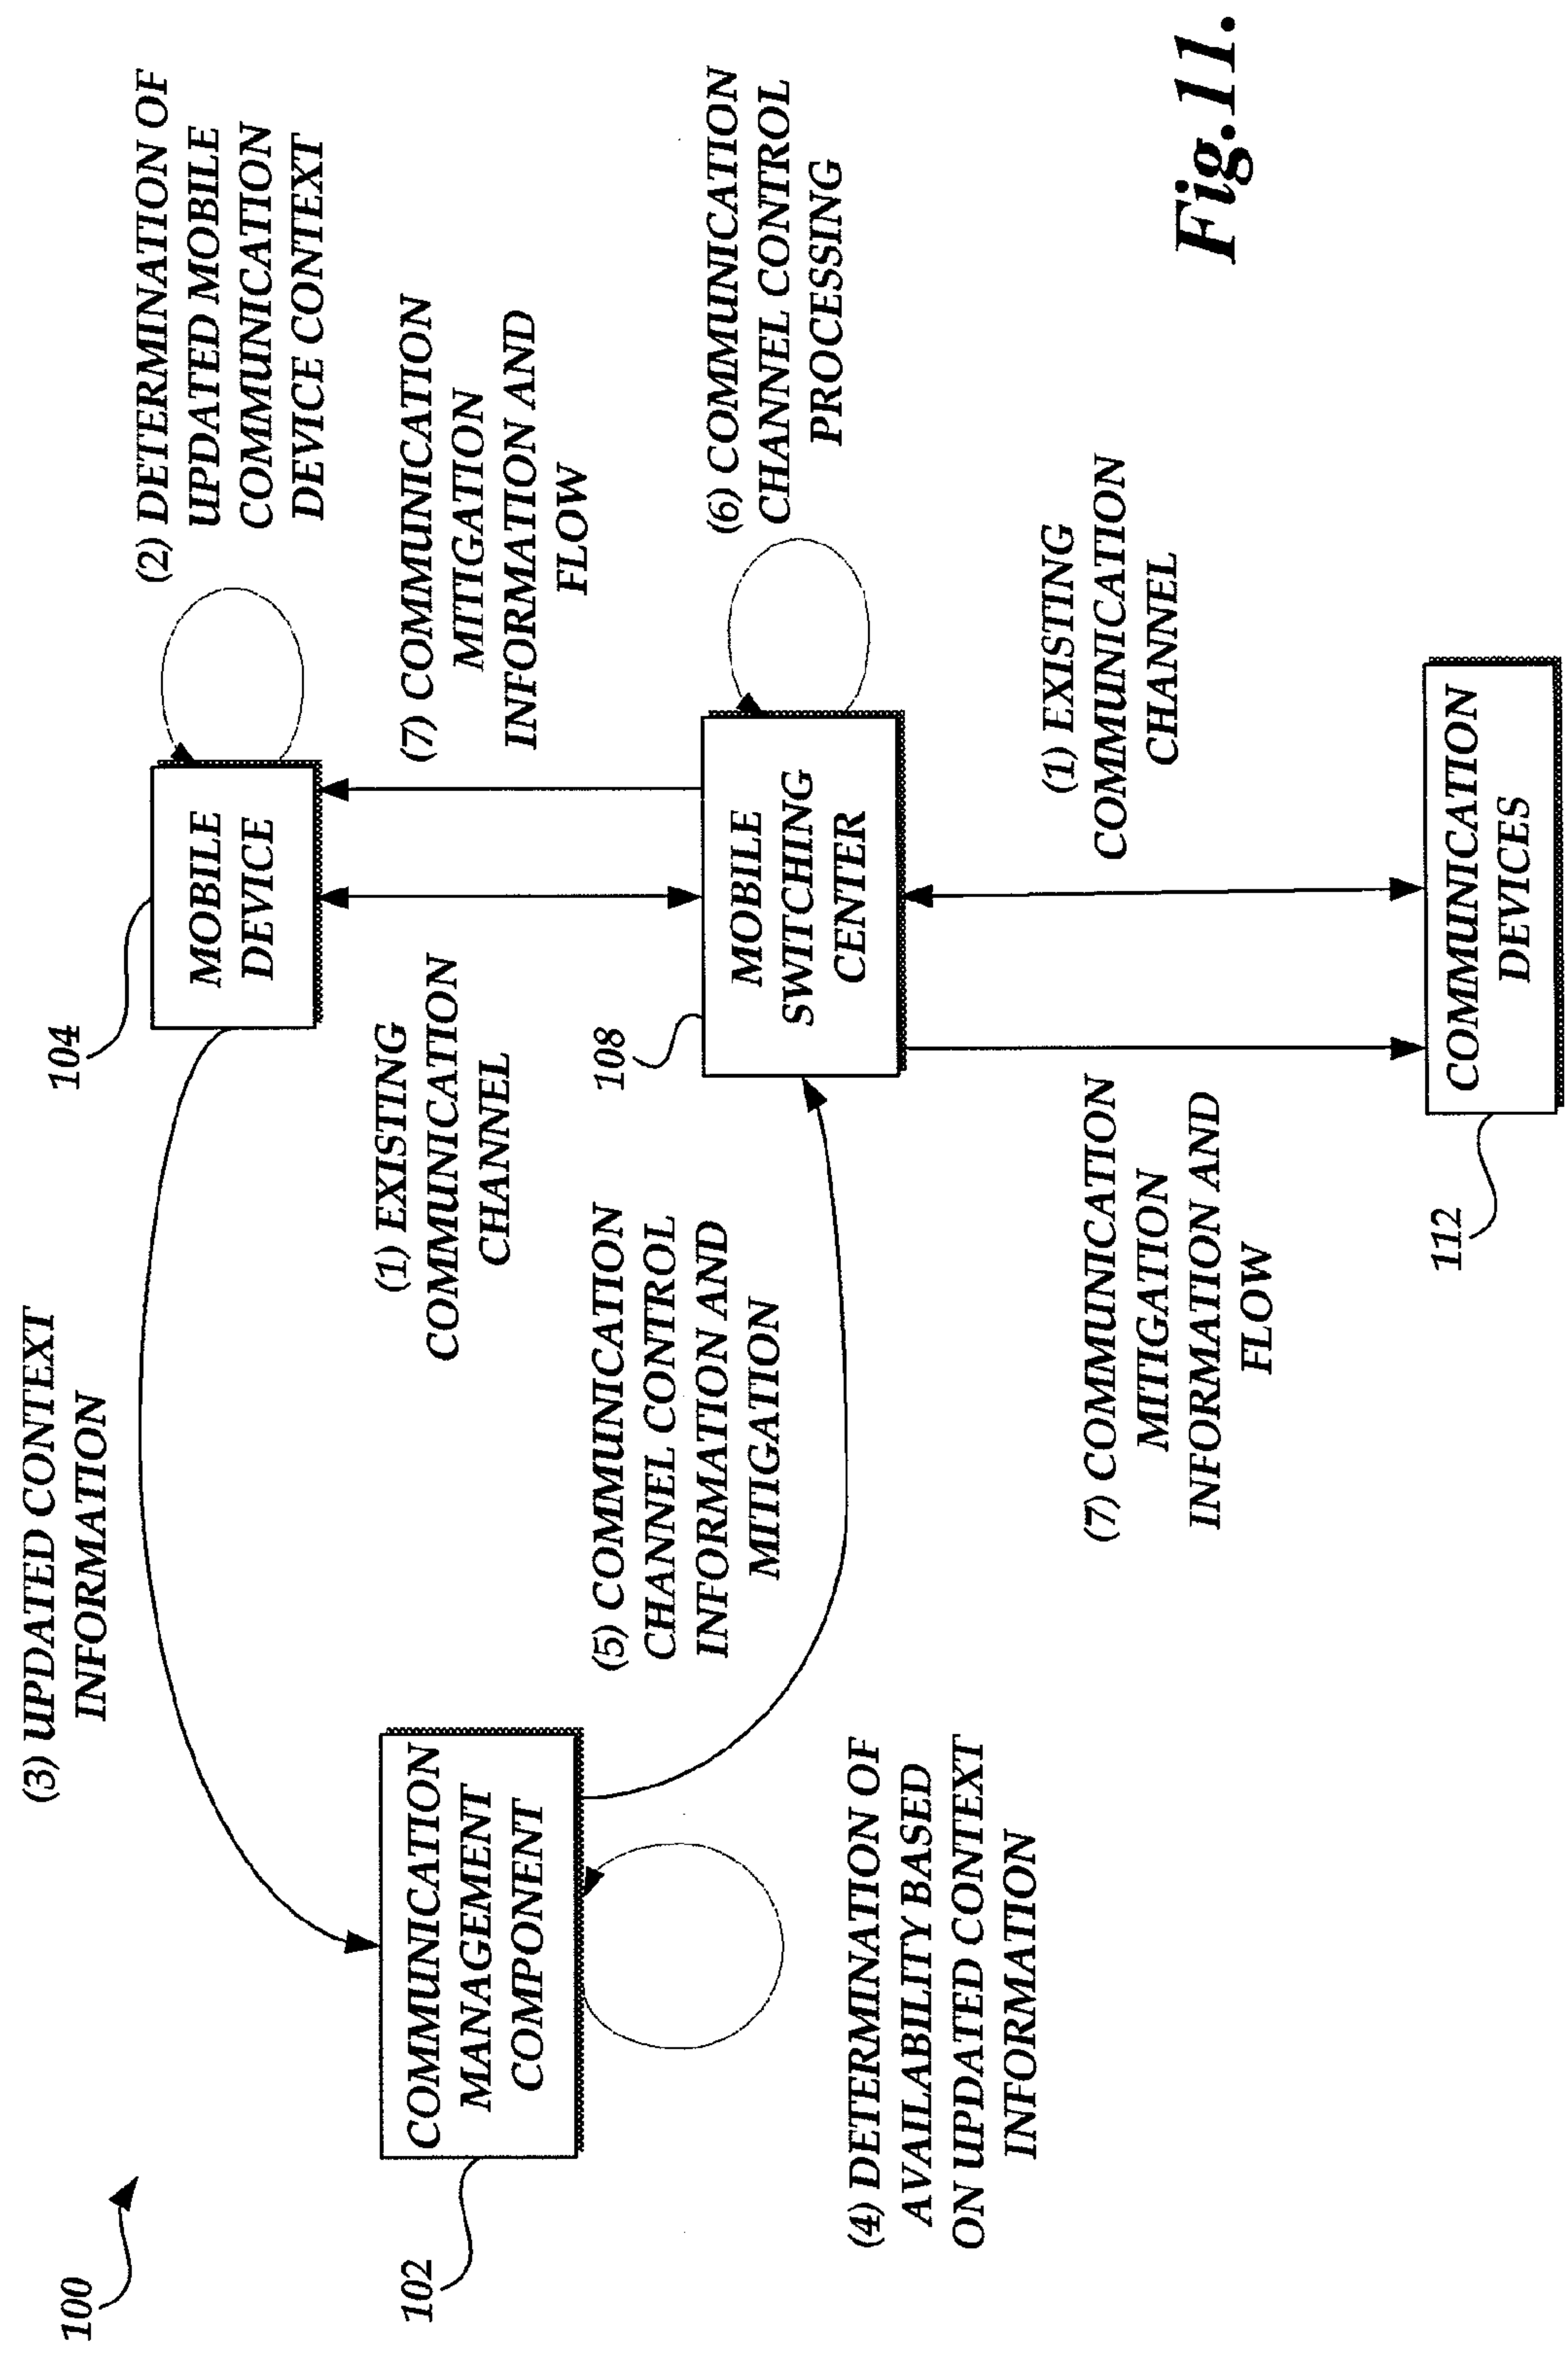 100
(3) UPDATED CONTEXT
INFORMATION
104
MOBILE
DEVICE
(2) DETERMINATION OF
UPDATED MOBILE
COMMUNICATION
DEVICE CONTEXT
102
COMMUNICATION
MANAGEMENT
COMPONENT
(1) EXISTING
COMMUNICATION
CHANNEL
(7) COMMUNICATION
MITIGATION
INFORMATION AND
FLOW
(5) COMMUNICATION
CHANNEL CONTROL
INFORMATION AND
MITIGATION
108
MOBILE
SWITCHING
CENTER
(6) COMMUNICATION
CHANNEL CONTROL
PROCESSING
(4) DETERMINATION OF
AVAILABILITY BASED
ON UPDATED CONTEXT
INFORMATION
(7) COMMUNICATION
MITIGATION
INFORMATION AND
FLOW
(1) EXISTING
COMMUNICATION
CHANNEL
112
COMMUNICATION
DEVICES
Fig.11.